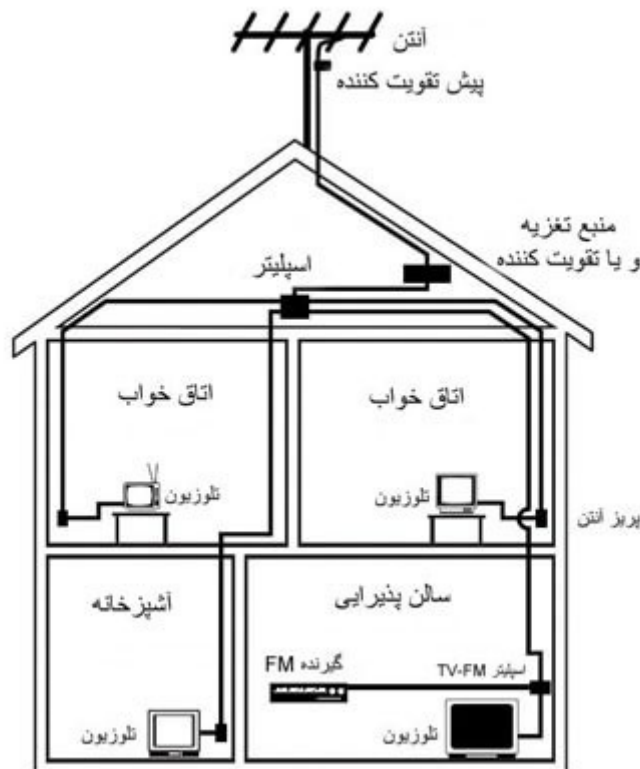 آنتن
پیش تقویت کننده
منبع تغزیه
و یا تقویت کننده
اسپلیتر
اتاق خواب
اتاق خواب
تلوزیون
تلوزیون
پریز آنتن
آشپزخانه
سالن پذیرایی
گیرنده FM
اسپلیتر TV-FM
تلوزیون
تلوزیون